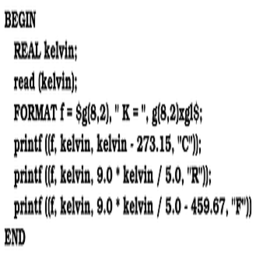 BEGIN
REAL kelvin;
read (kelvin);
FORMAT f = $g(8,2), " K = ", g(8,2)xgl$;
printf ((f, kelvin, kelvin - 273.15, "C"));
printf ((f, kelvin, 9.0 * kelvin / 5.0, "R"));
printf ((f, kelvin, 9.0 * kelvin / 5.0 - 459.67, "F"))
END